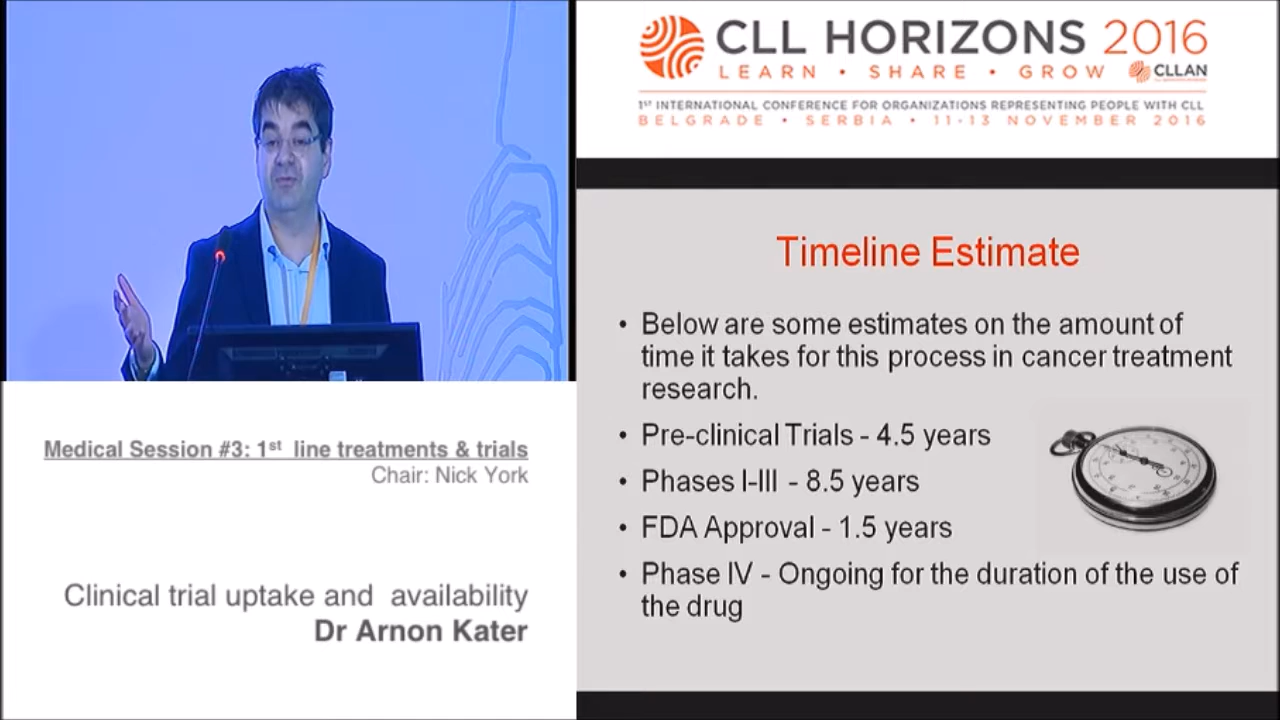 CLL HORIZONS 2016
LEARN • SHARE • GROW
CLLAN
1ST INTERNATIONAL CONFERENCE FOR ORGANIZATIONS REPRESENTING PEOPLE WITH CLL
BELGRADE • SERBIA • 11-13 NOVEMBER 2016
Medical Session #3: 1st line treatments & trials
Chair: Nick York
Clinical trial uptake and availability
Dr Arnon Kater
Timeline Estimate
• Below are some estimates on the amount of
time it takes for this process in cancer treatment
research.
• Pre-clinical Trials - 4.5 years
• Phases I-III - 8.5 years
• FDA Approval - 1.5 years
• Phase IV - Ongoing for the duration of the use of
the drug